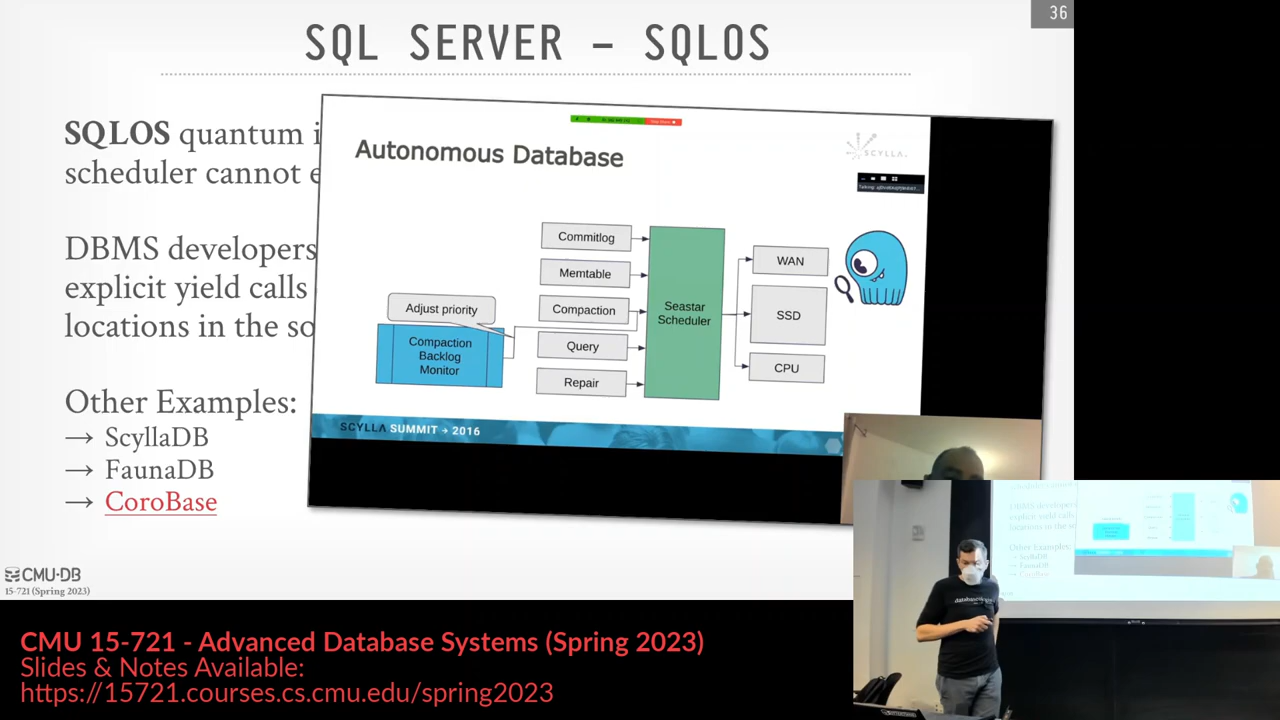 36
SQL SERVER – SQLOS
SQLOS quantum i
scheduler cannot e
DBMS developers
explicit yield calls
locations in the so
Other Examples:
→ ScyllaDB
→ FaunaDB
→ CoroBase
Autonomous Database
SCYLLA.
Commitlog
Memtable
Compaction
Query
Repair
Adjust priority
Compaction
Backlog
Monitor
Seastar
Scheduler
WAN
SSD
CPU
SCYLLA SUMMIT → 2016
CMU·DB
15-721 (Spring 2023)
CMU 15-721 - Advanced Database Systems (Spring 2023)
Slides & Notes Available:
https://15721.courses.cs.cmu.edu/spring2023